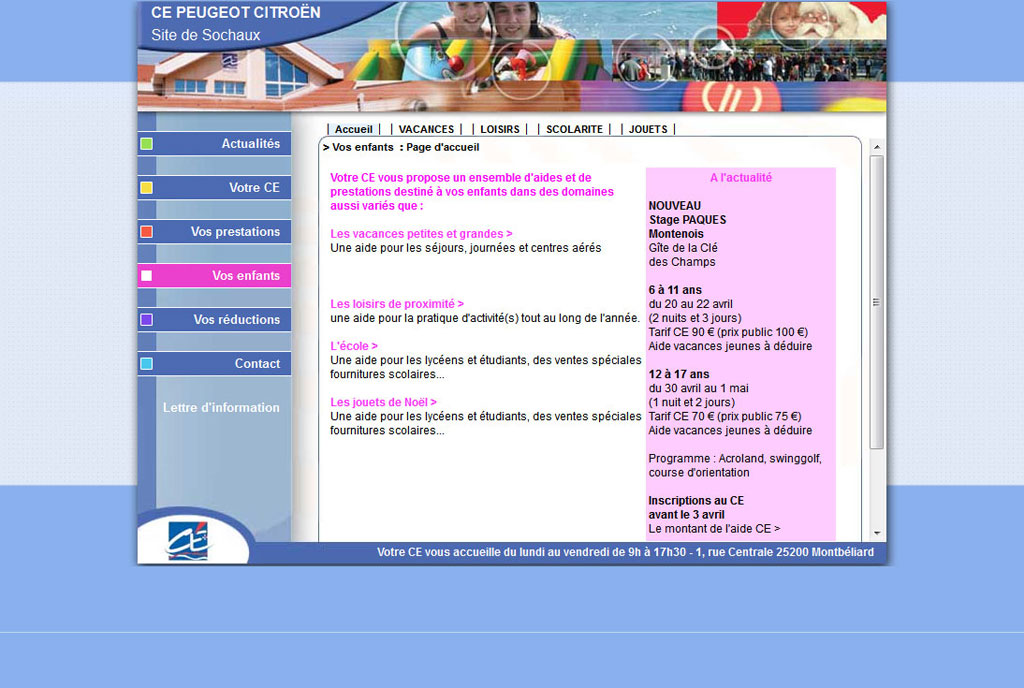 CE PEUGEOT CITROËN
Site de Sochaux
Actualités
Votre CE
Vos prestations
Vos enfants
Vos réductions
Contact
Lettre d'information
CE
| Accueil | | VACANCES | | LOISIRS | | SCOLARITE | | JOUETS |
> Vos enfants : Page d'accueil
Votre CE vous propose un ensemble d'aides et de
prestations destiné à vos enfants dans des domaines
aussi variés que :
Les vacances petites et grandes >
Une aide pour les séjours, journées et centres aérés
Les loisirs de proximité >
une aide pour la pratique d'activité(s) tout au long de l'année.
L'école >
Une aide pour les lycéens et étudiants, des ventes spéciales
fournitures scolaires...
Les jouets de Noël >
Une aide pour les lycéens et étudiants, des ventes spéciales
fournitures scolaires...
A l'actualité
NOUVEAU
Stage PAQUES
Montenois
Gîte de la Clé
des Champs
6 à 11 ans
du 20 au 22 avril
(2 nuits et 3 jours)
Tarif CE 90 € (prix public 100 €)
Aide vacances jeunes à déduire
12 à 17 ans
du 30 avril au 1 mai
(1 nuit et 2 jours)
Tarif CE 70 € (prix public 75 €)
Aide vacances jeunes à déduire
Programme : Acroland, swinggolf,
course d'orientation
Inscriptions au CE
avant le 3 avril
Le montant de l'aide CE >
Votre CE vous accueille du lundi au vendredi de 9h à 17h30 - 1, rue Centrale 25200 Montbéliard